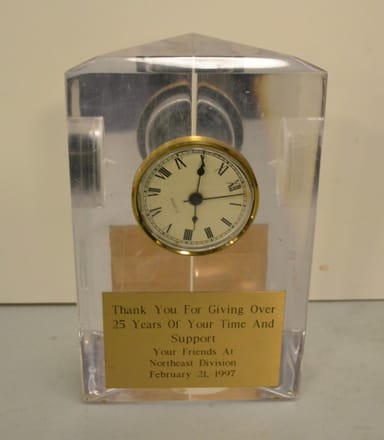 Thank You For Giving Over
25 Years Of Your Time And
Support
Your Friends At
Northeast Division
February 21, 1997